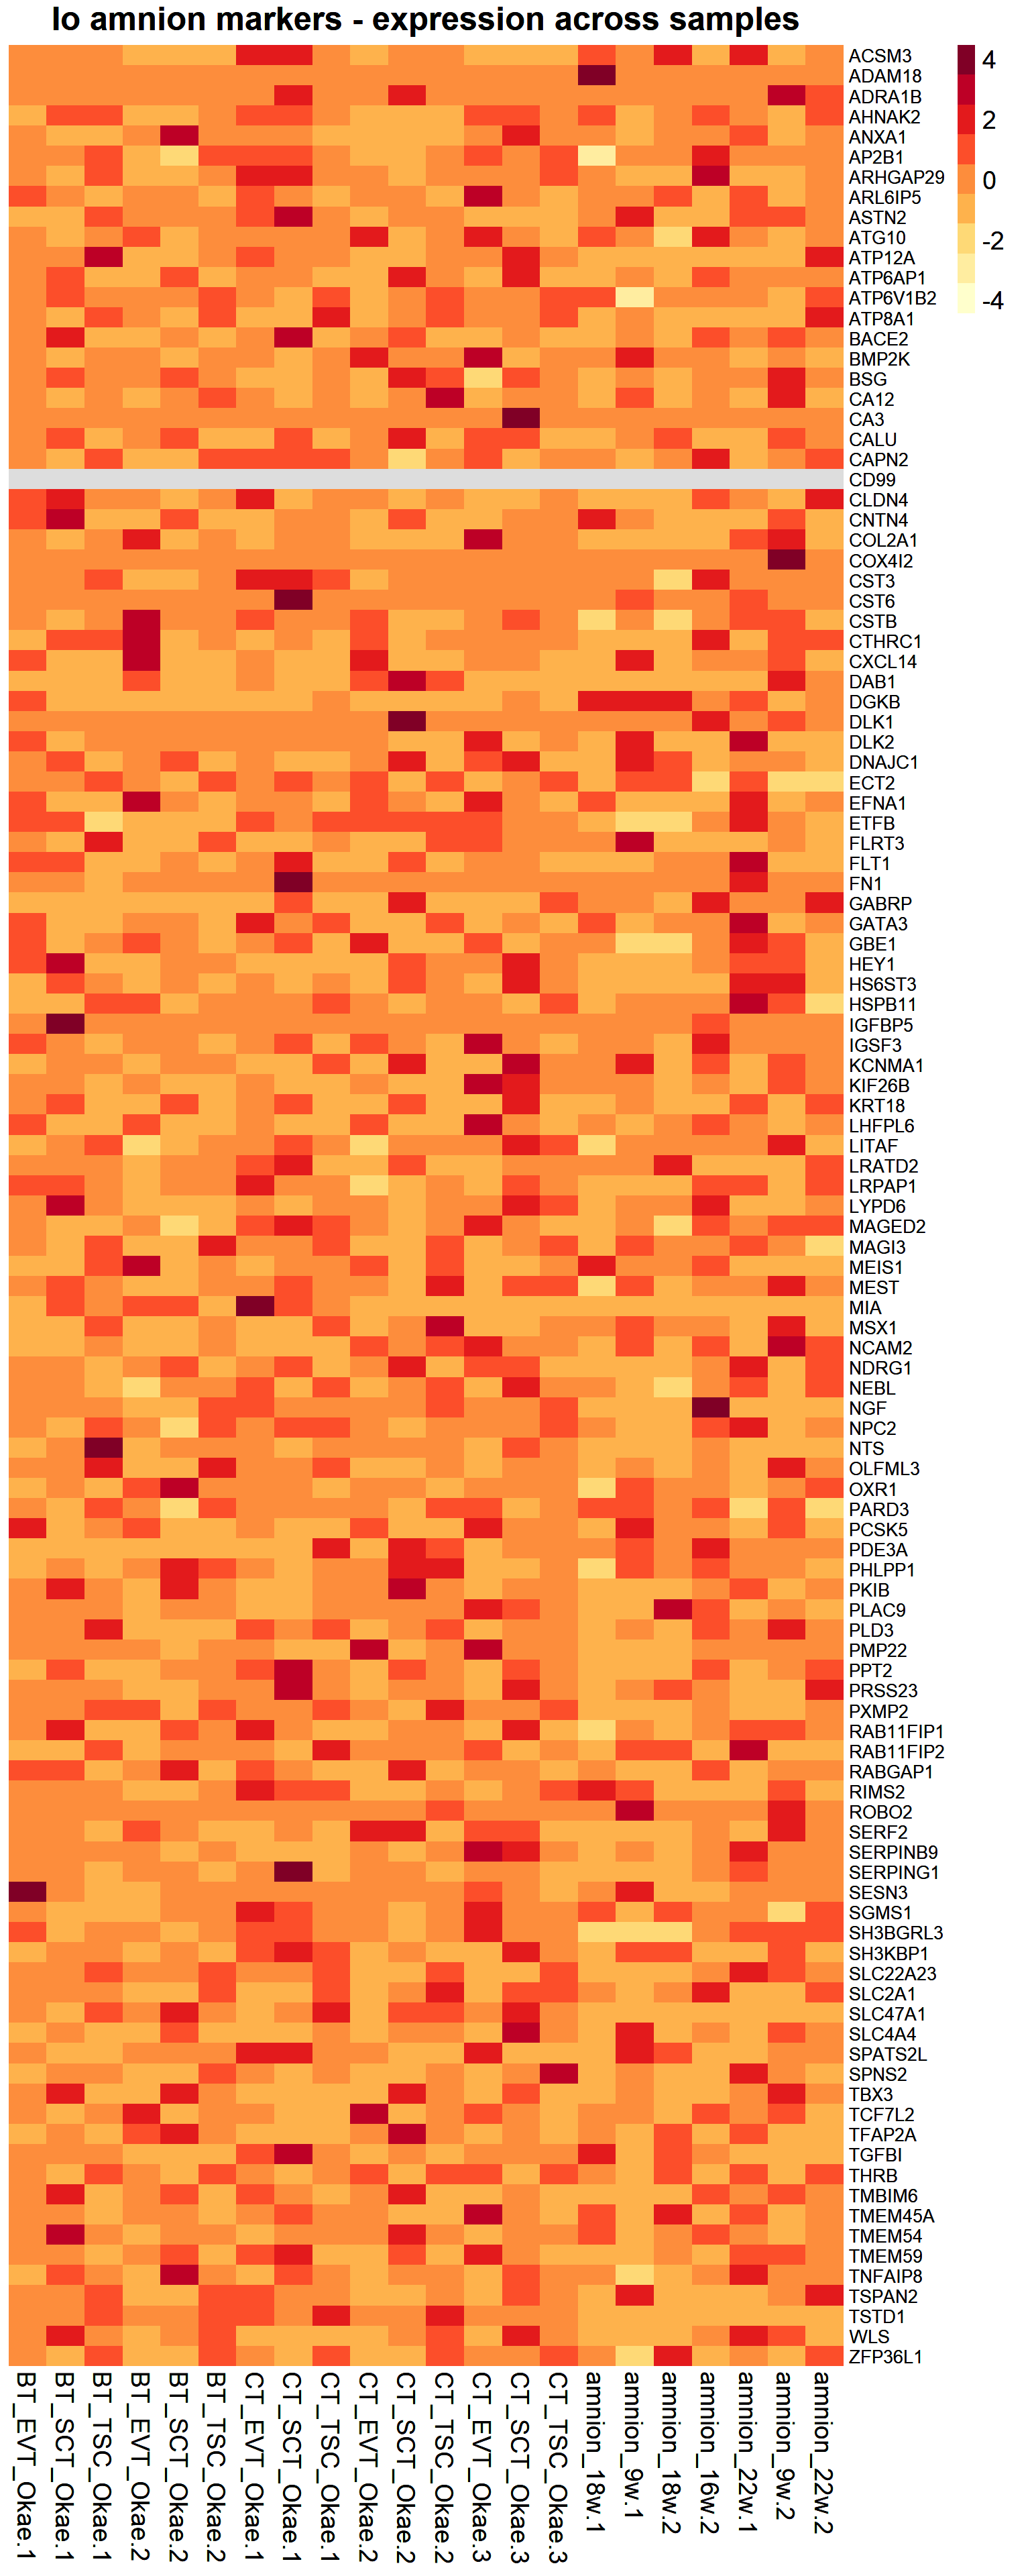 Io amnion markers - expression across samples
4
2
0
-2
-4
ACSM3
ADAM18
ADRA1B
AHNAK2
ANXA1
AP2B1
ARHGAP29
ARL6IP5
ASTN2
ATG10
ATP12A
ATP6AP1
ATP6V1B2
ATP8A1
BACE2
BMP2K
BSG
CA12
CA3
CALU
CAPN2
CD99
CLDN4
CNTN4
COL2A1
COX4I2
CST3
CST6
CSTB
CTHRC1
CXCL14
DAB1
DGKB
DLK1
DLK2
DNAJC1
ECT2
EFNA1
ETFB
FLRT3
FLT1
FN1
GABRP
GATA3
GBE1
HEY1
HS6ST3
HSPB11
IGFBP5
IGSF3
KCNMA1
KIF26B
KRT18
LHFPL6
LITAF
LRATD2
LRPAP1
LYPD6
MAGED2
MAGI3
MEIS1
MEST
MIA
MSX1
NCAM2
NDRG1
NEBL
NGF
NPC2
NTS
OLFML3
OXR1
PARD3
PCSK5
PDE3A
PHLPP1
PKIB
PLAC9
PLD3
PMP22
PPT2
PRSS23
PXMP2
RAB11FIP1
RAB11FIP2
RABGAP1
RIMS2
ROBO2
SERF2
SERPINB9
SERPING1
SESN3
SGMS1
SH3BGRL3
SH3KBP1
SLC22A23
SLC2A1
SLC47A1
SLC4A4
SPATS2L
SPNS2
TBX3
TCF7L2
TFAP2A
TGFBI
THRB
TMBIM6
TMEM45A
TMEM54
TMEM59
TNFAIP8
TSPAN2
TSTD1
WLS
ZFP36L1
BT_EVT_Okae.1
BT_SCT_Okae.1
BT_TSC_Okae.1
BT_EVT_Okae.2
BT_SCT_Okae.2
BT_TSC_Okae.2
CT_EVT_Okae.1
CT_SCT_Okae.1
CT_TSC_Okae.1
CT_EVT_Okae.2
CT_SCT_Okae.2
CT_TSC_Okae.2
CT_EVT_Okae.3
CT_SCT_Okae.3
CT_TSC_Okae.3
amnion_18w.1
amnion_9w.1
amnion_18w.2
amnion_16w.2
amnion_22w.1
amnion_9w.2
amnion_22w.2